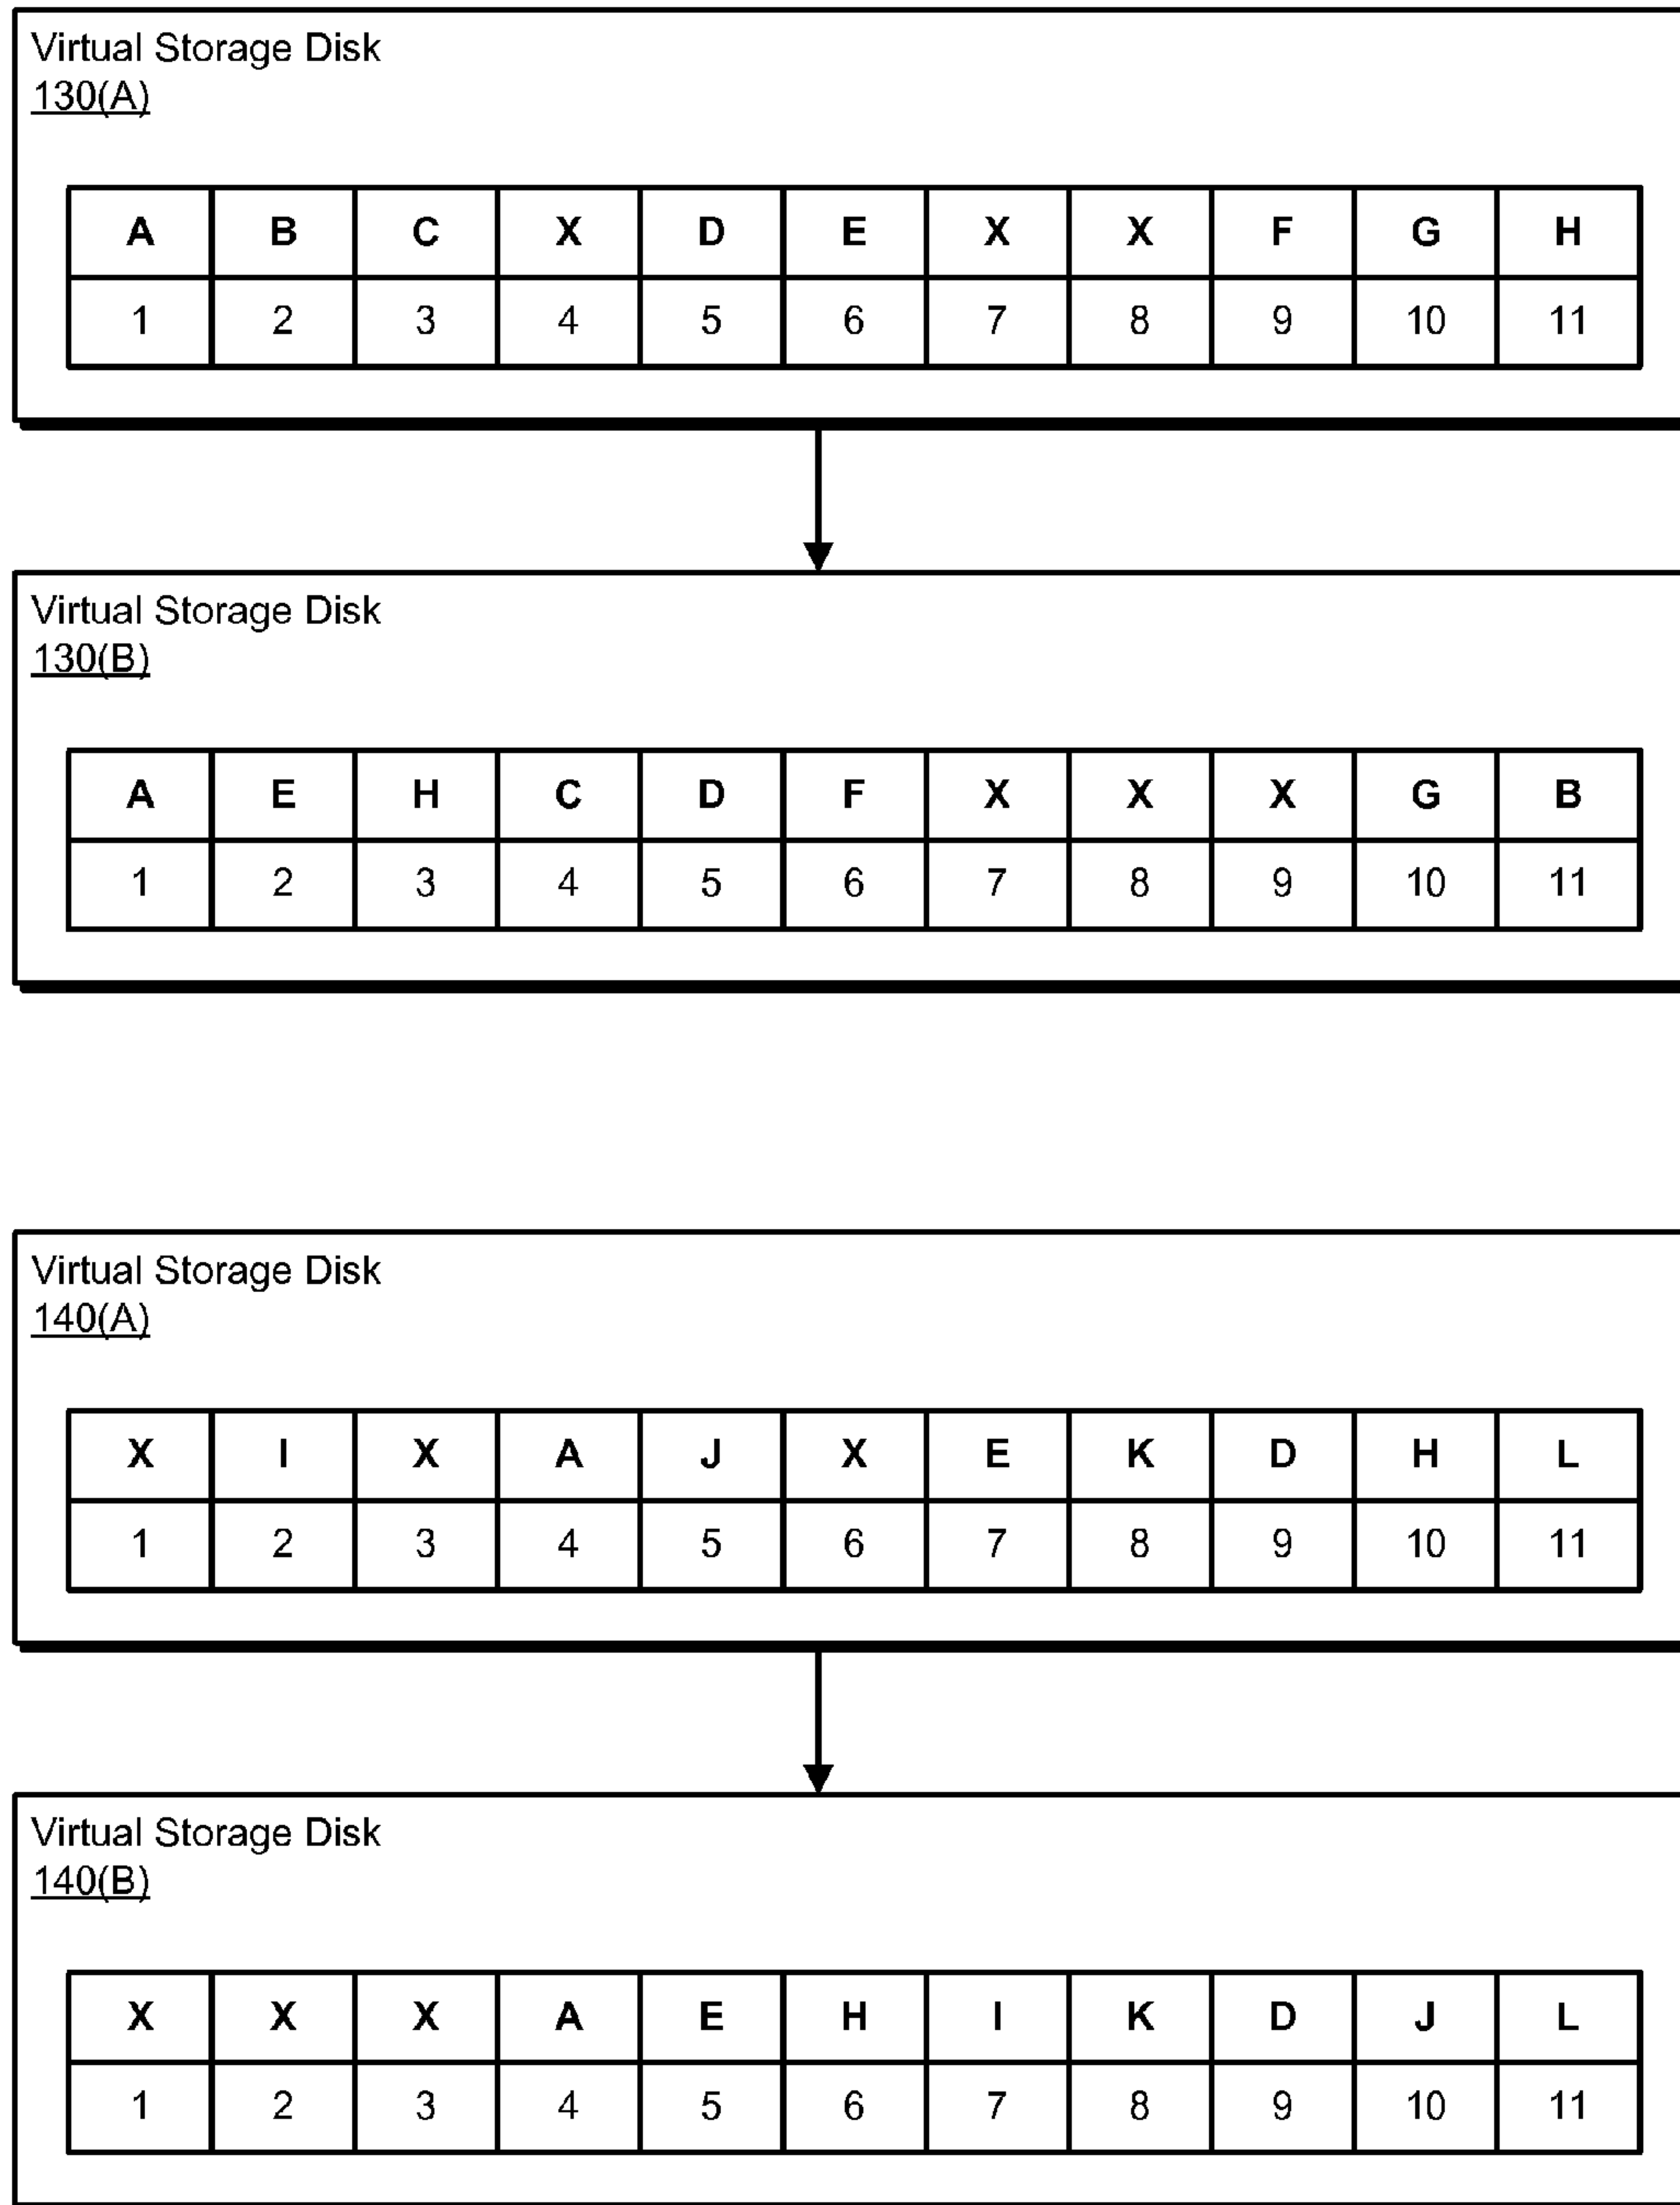 Virtual Storage Disk
130(A)
A B C X D E X X F G H
1 2 3 4 5 6 7 8 9 10 11
Virtual Storage Disk
130(B)
A E H C D F X X X G B
1 2 3 4 5 6 7 8 9 10 11
Virtual Storage Disk
140(A)
X I X A J X E K D H L
1 2 3 4 5 6 7 8 9 10 11
Virtual Storage Disk
140(B)
X X X A E H I K D J L
1 2 3 4 5 6 7 8 9 10 11